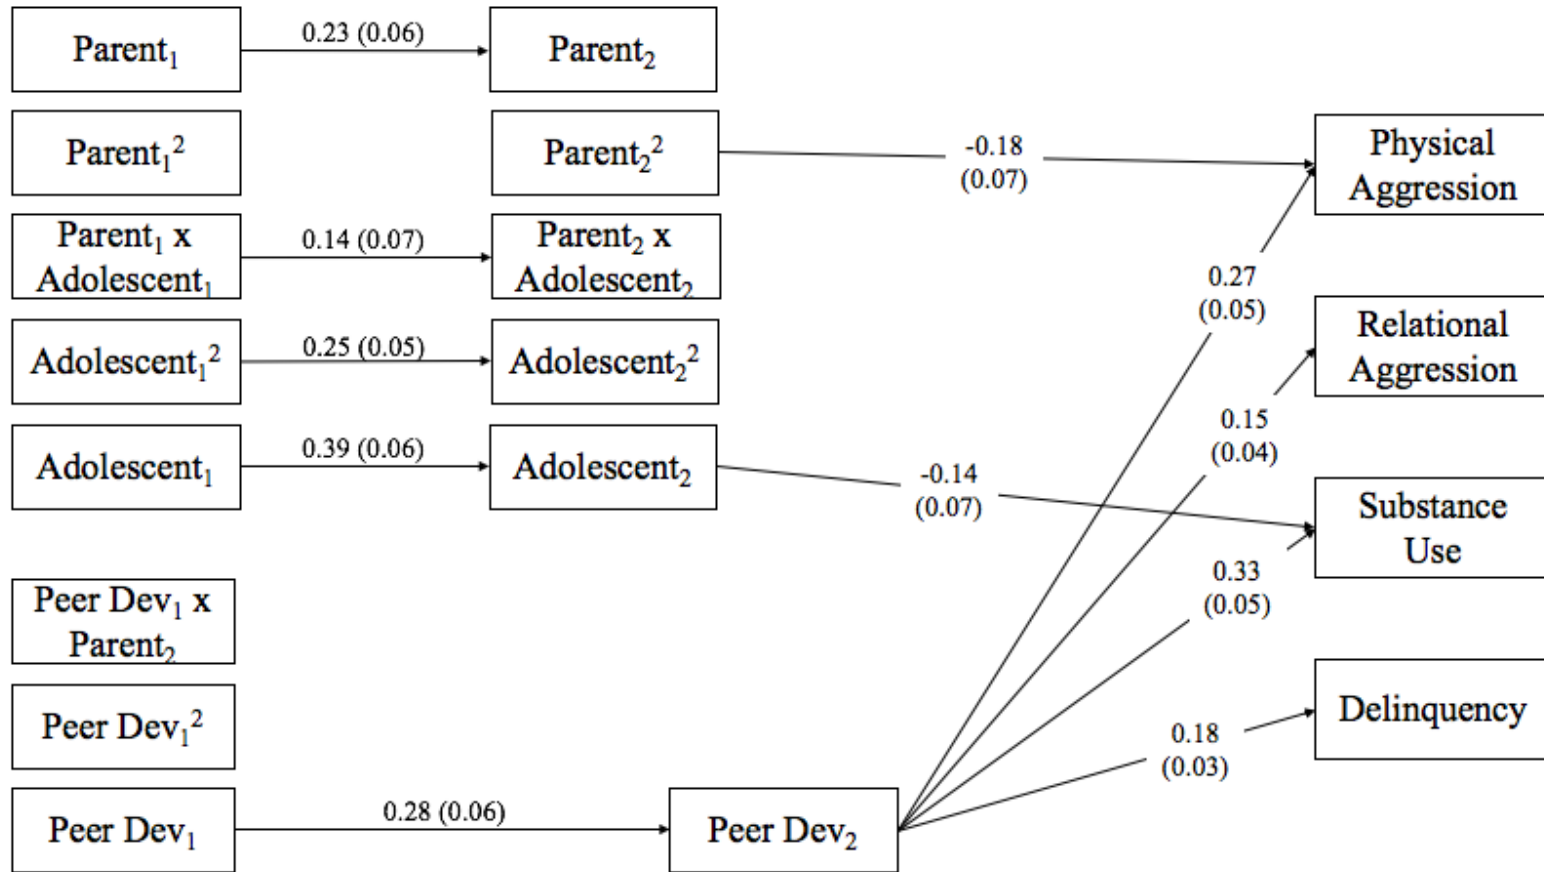 Parent₁
0.23 (0.06)
Parent₂
Parent₁²
Parent₂²
-0.18
(0.07)
Physical
Aggression
Parent₁ x
Adolescent₁
0.14 (0.07)
Parent₂ x
Adolescent₂
0.27
(0.05)
Relational
Aggression
Adolescent₁²
0.25 (0.05)
Adolescent₂²
0.15
(0.04)
Adolescent₁
0.39 (0.06)
Adolescent₂
-0.14
(0.07)
Substance
Use
0.33
(0.05)
Peer Dev₁ x
Parent₂
Peer Dev₁²
0.18
(0.03)
Delinquency
Peer Dev₁
0.28 (0.06)
Peer Dev₂